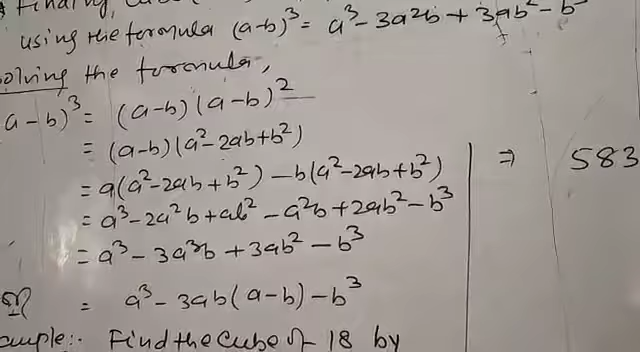 Finding,
using the formula (a-b)³ = a³ - 3a²b + 3ab² - b³
solving the formula,
a-b)³ = (a-b) (a-b)²
= (a-b) (a² - 2ab + b²)
= a(a² - 2ab + b²) - b(a² - 2ab + b²)
= a³ - 2a²b + ab² - a²b + 2ab² - b³
= a³ - 3a²b + 3ab² - b³
= a³ - 3ab(a-b) - b³
ample:- Find the cube of 18 by
⇒ 583